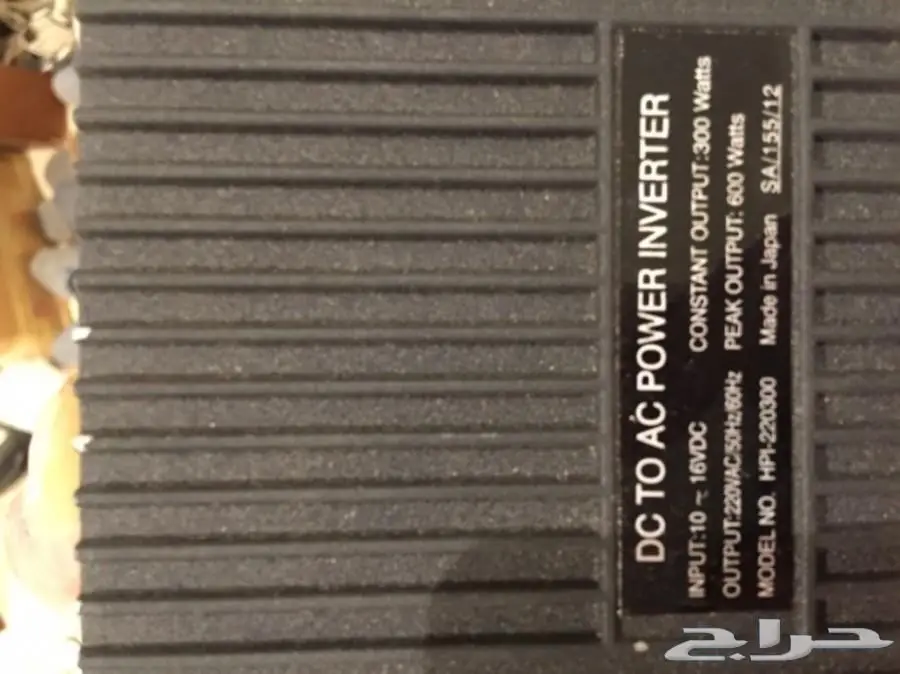 DC TO AC POWER INVERTER
INPUT:10 ~ 16VDC CONSTANT OUTPUT:300 Watts
OUTPUT:220VAC/50Hz/60Hz PEAK OUTPUT: 600 Watts
MODEL NO. HPI-220300 Made in Japan SA/155/12
حراج